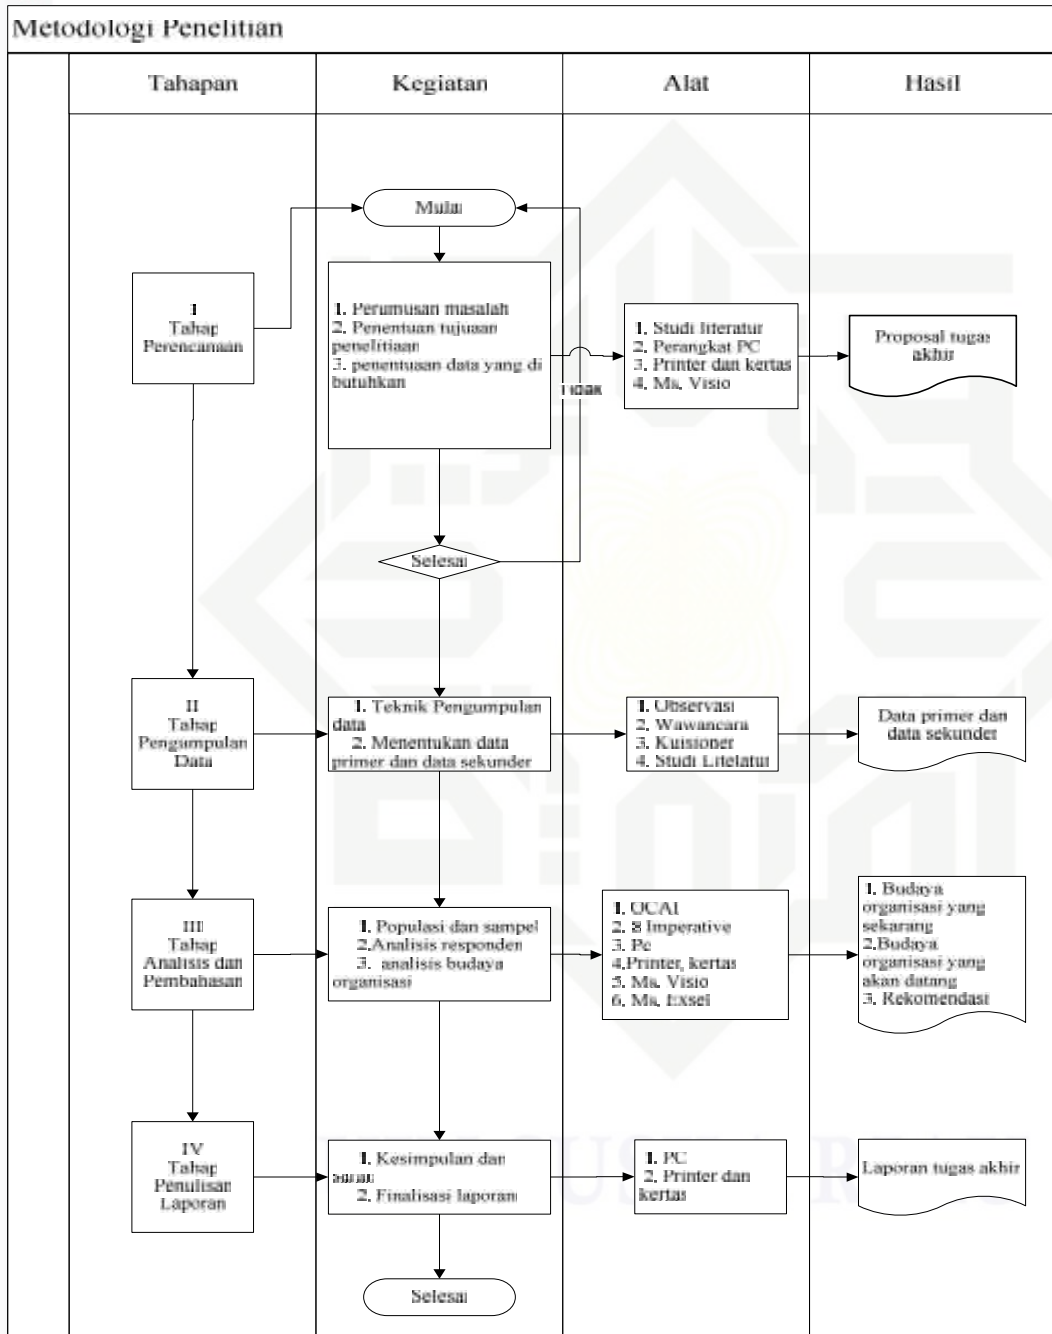 Metodologi Penelitian
Tahapan
Kegiatan
Alat
Hasil
Mulai
I
Tahap
Perencanaan
1. Perumusan masalah
2. Penentuan tujuaan
penelitiaan
3. penentuasan data yang di
butuhkan
1. Studi literatur
2. Perangkat PC
3. Printer dan kertas
4. Ms. Visio
Proposal tugas
akhir
Tidak
Selesai
II
Tahap
Pengumpulan
Data
1. Teknik Pengumpulan
data
2. Menentukan data
primer dan data sekunder
1. Observasi
2. Wawancara
3. Kuisioner
4. Studi Litelatur
Data primer dan
data sekunder
III
Tahap
Analisis dan
Pembahasan
1. Populasi dan sampel
2.Analisis responden
3. analisis budaya
organisasi
1. OCAI
2. 8 Imperative
3. Pc
4.Printer, kertas
5. Ms. Visio
6. Ms. Exsel
1. Budaya
organisasi yang
sekarang
2.Budaya
organisasi yang
akan datang
3. Rekomendasi
IV
Tahap
Penulisan
Laporan
1. Kesimpulan dan
saran
2. Finalisasi laporan
1. PC
2. Printer dan
kertas
Laporan tugas akhir
Selesai